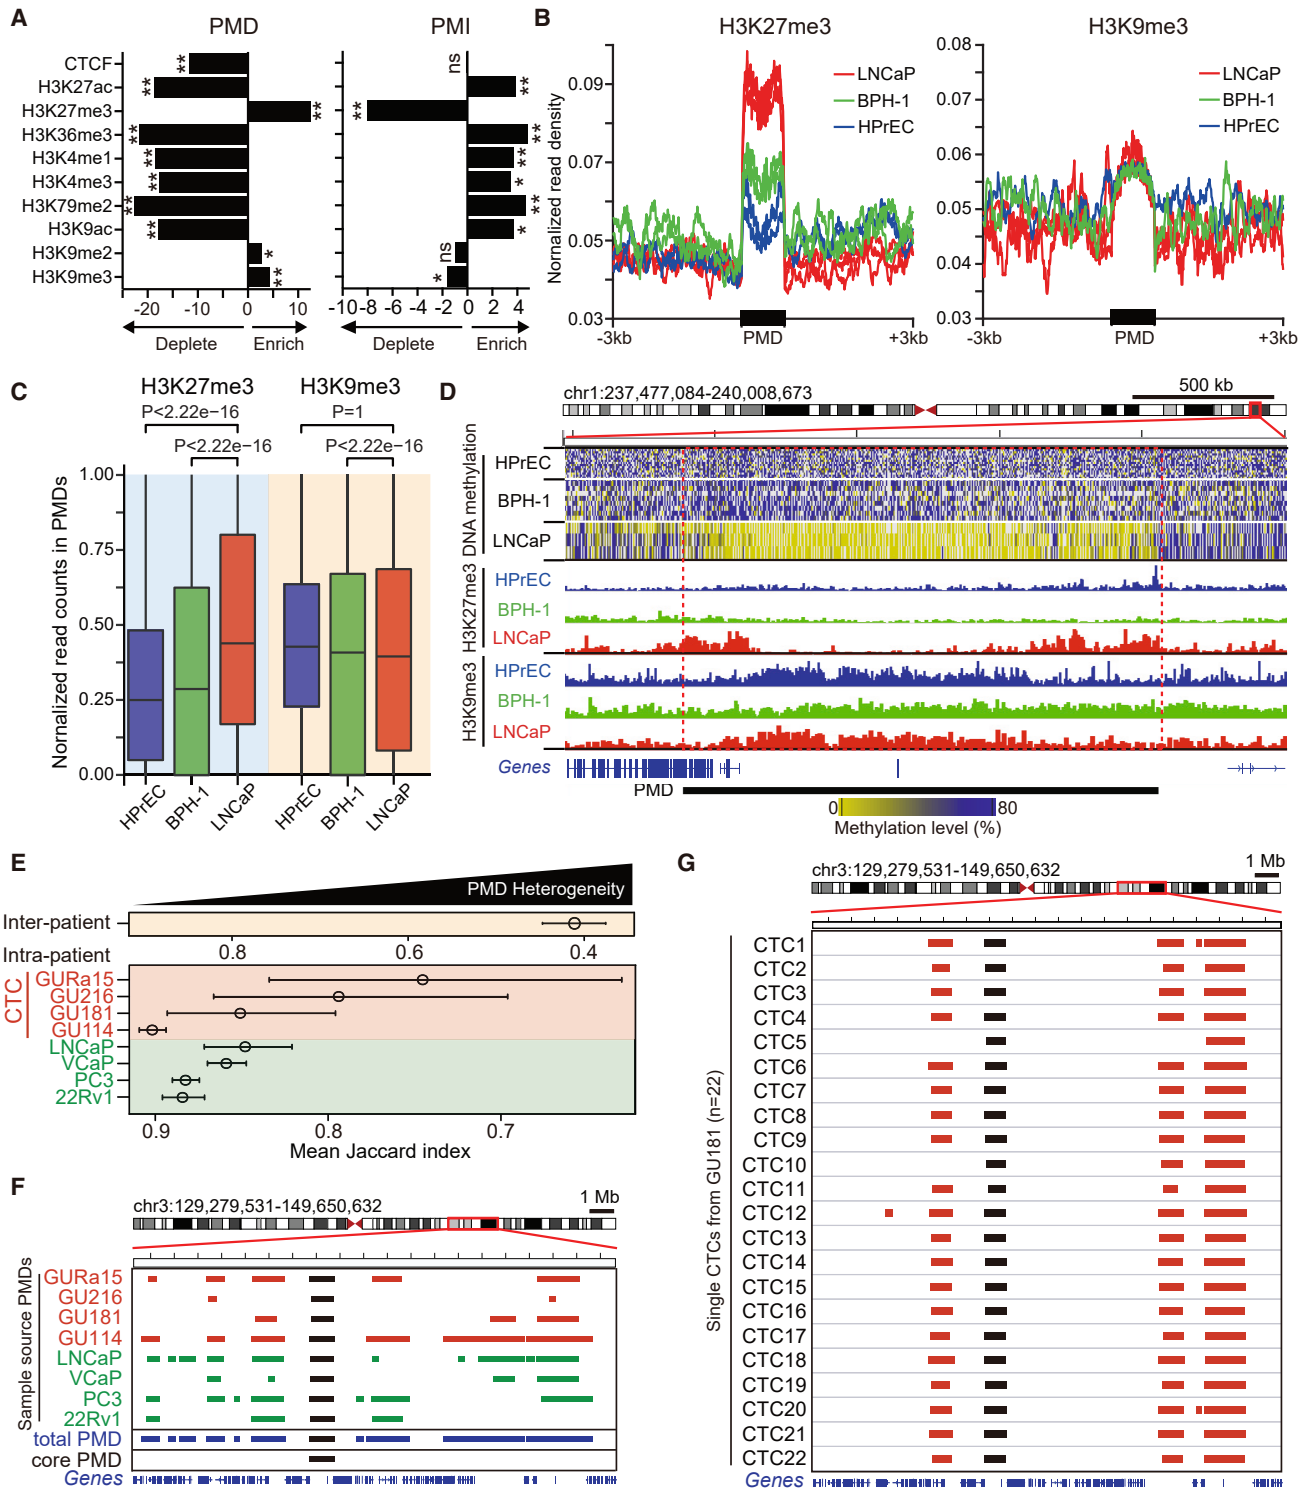 A
PMD
PMI
CTCF
**
ns
H3K27ac
**
**
H3K27me3
**
**
H3K36me3
**
**
H3K4me1
**
**
H3K4me3
**
*
H3K79me2
**
**
H3K9ac
**
*
H3K9me2
*
ns
H3K9me3
**
*
-20 -10 0 10
-10 -8 -6 -4 -2 0 2 4
Deplete Enrich
Deplete Enrich
B
H3K27me3
H3K9me3
Normalized read density
0.09
0.07
0.05
0.03
LNCaP
BPH-1
HPrEC
-3kb PMD +3kb
0.08
0.07
0.06
0.05
0.04
0.03
LNCaP
BPH-1
HPrEC
-3kb PMD +3kb
C
H3K27me3 H3K9me3
P<2.22e-16 P=1
P<2.22e-16 P<2.22e-16
Normalized read counts in PMDs
1.00
0.75
0.50
0.25
0.00
HPrEC BPH-1 LNCaP HPrEC BPH-1 LNCaP
D
chr1:237,477,084-240,008,673
500 kb
DNA methylation
HPrEC
BPH-1
LNCaP
H3K27me3
HPrEC
BPH-1
LNCaP
H3K9me3
HPrEC
BPH-1
LNCaP
Genes
PMD
0 80
Methylation level (%)
E
PMD Heterogeneity
Inter-patient
Intra-patient 0.8 0.6 0.4
CTC
GURa15
GU216
GU181
GU114
LNCaP
VCaP
PC3
22Rv1
0.9 0.8 0.7
Mean Jaccard index
F
chr3:129,279,531-149,650,632
1 Mb
Sample source PMDs
GURa15
GU216
GU181
GU114
LNCaP
VCaP
PC3
22Rv1
total PMD
core PMD
Genes
G
chr3:129,279,531-149,650,632
1 Mb
Single CTCs from GU181 (n=22)
CTC1
CTC2
CTC3
CTC4
CTC5
CTC6
CTC7
CTC8
CTC9
CTC10
CTC11
CTC12
CTC13
CTC14
CTC15
CTC16
CTC17
CTC18
CTC19
CTC20
CTC21
CTC22
Genes